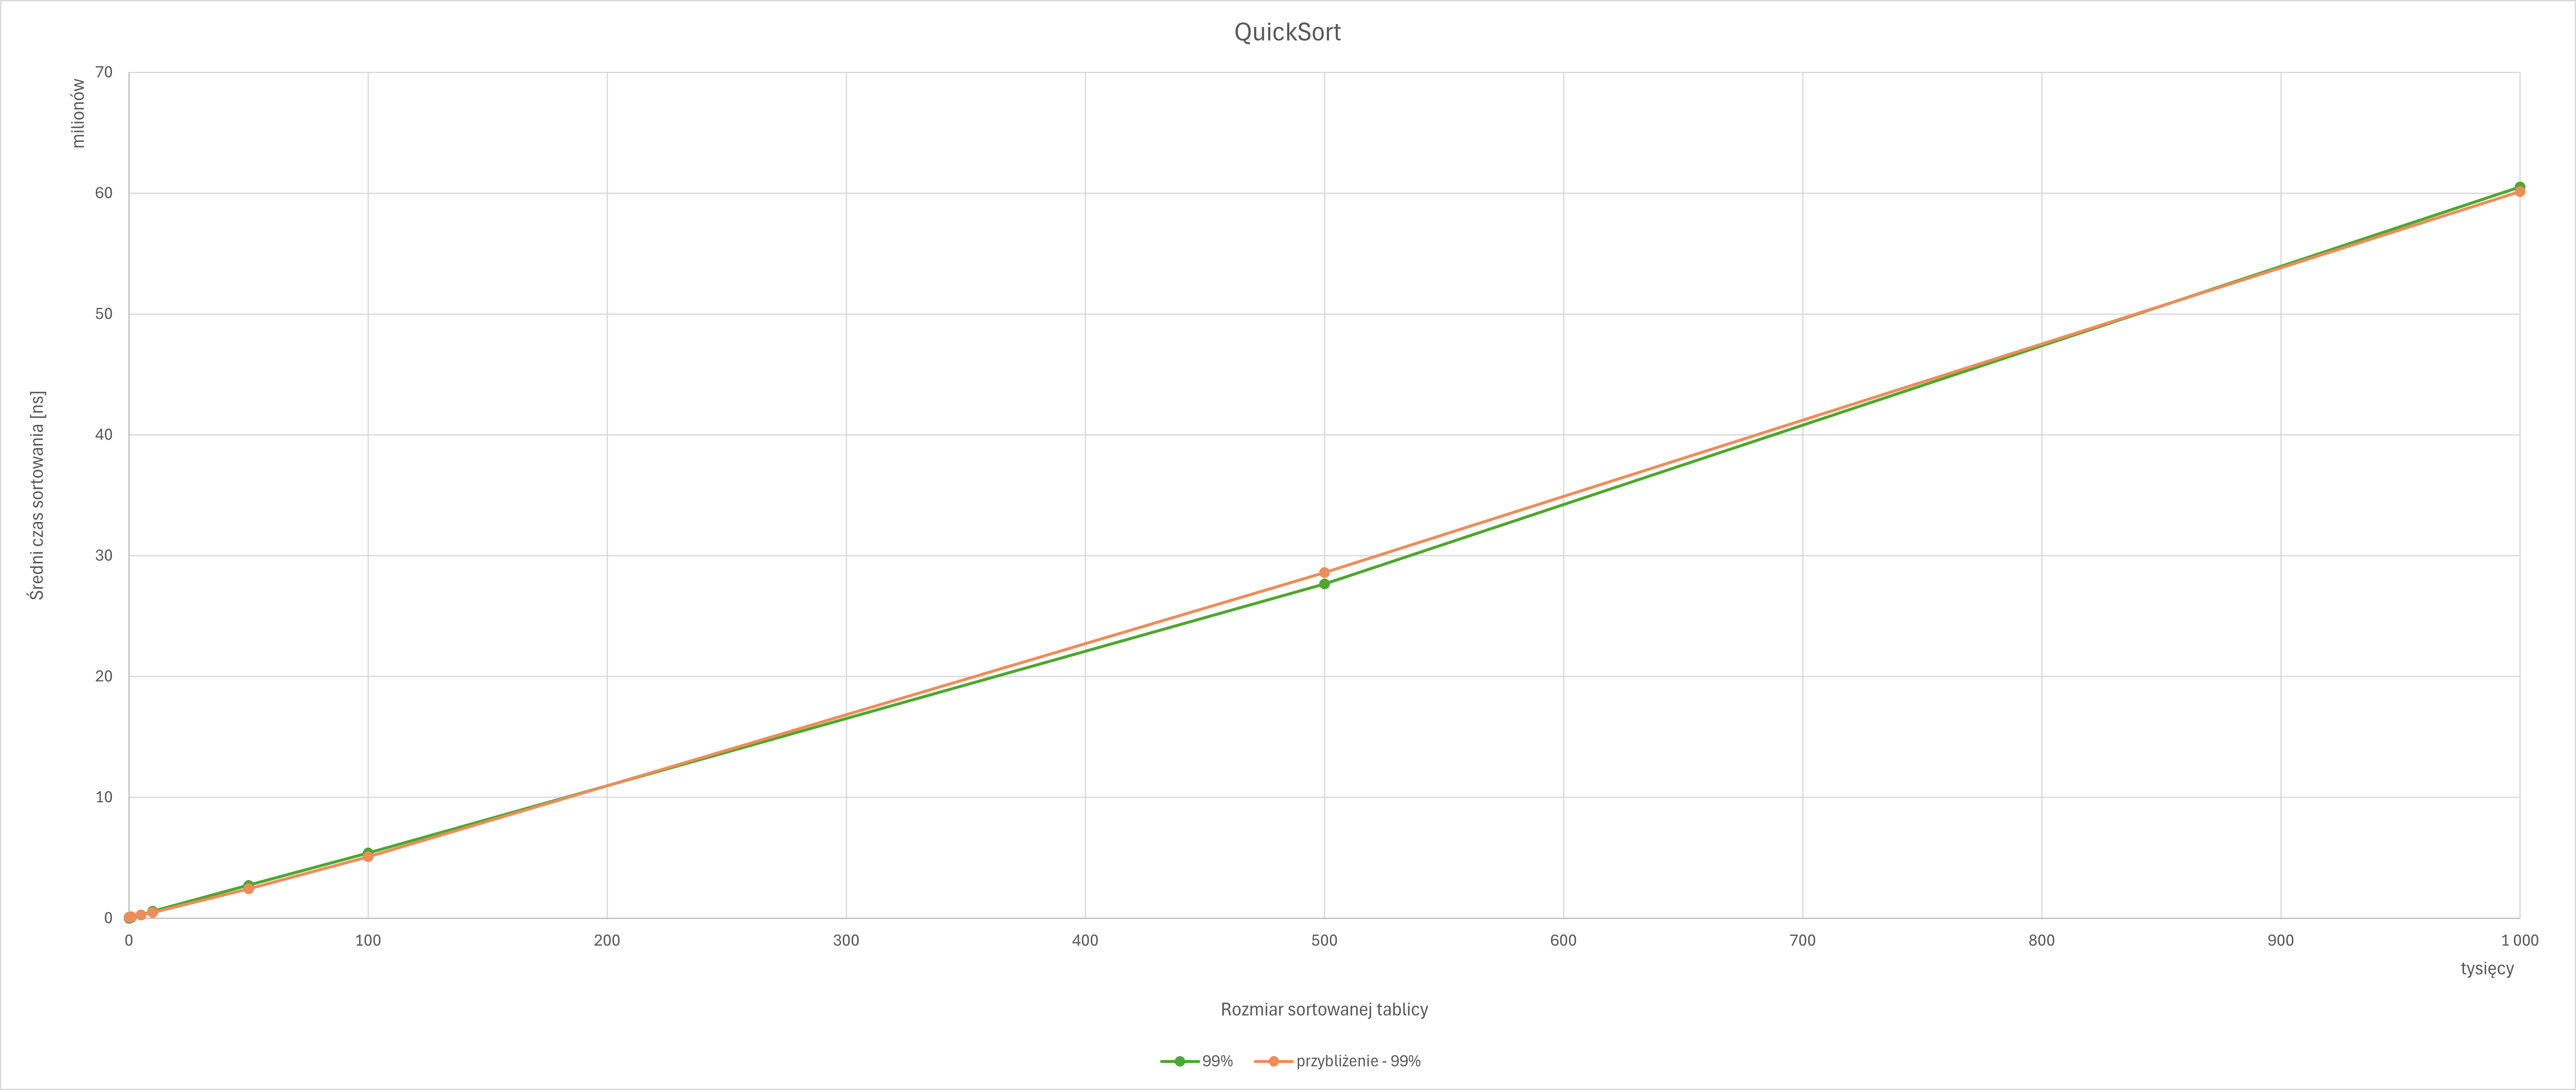 QuickSort
milionów
70
60
50
40
30
20
10
0
Średni czas sortowania [ns]
0 100 200 300 400 500 600 700 800 900 1 000
tysięcy
Rozmiar sortowanej tablicy
99% przybliżenie - 99%